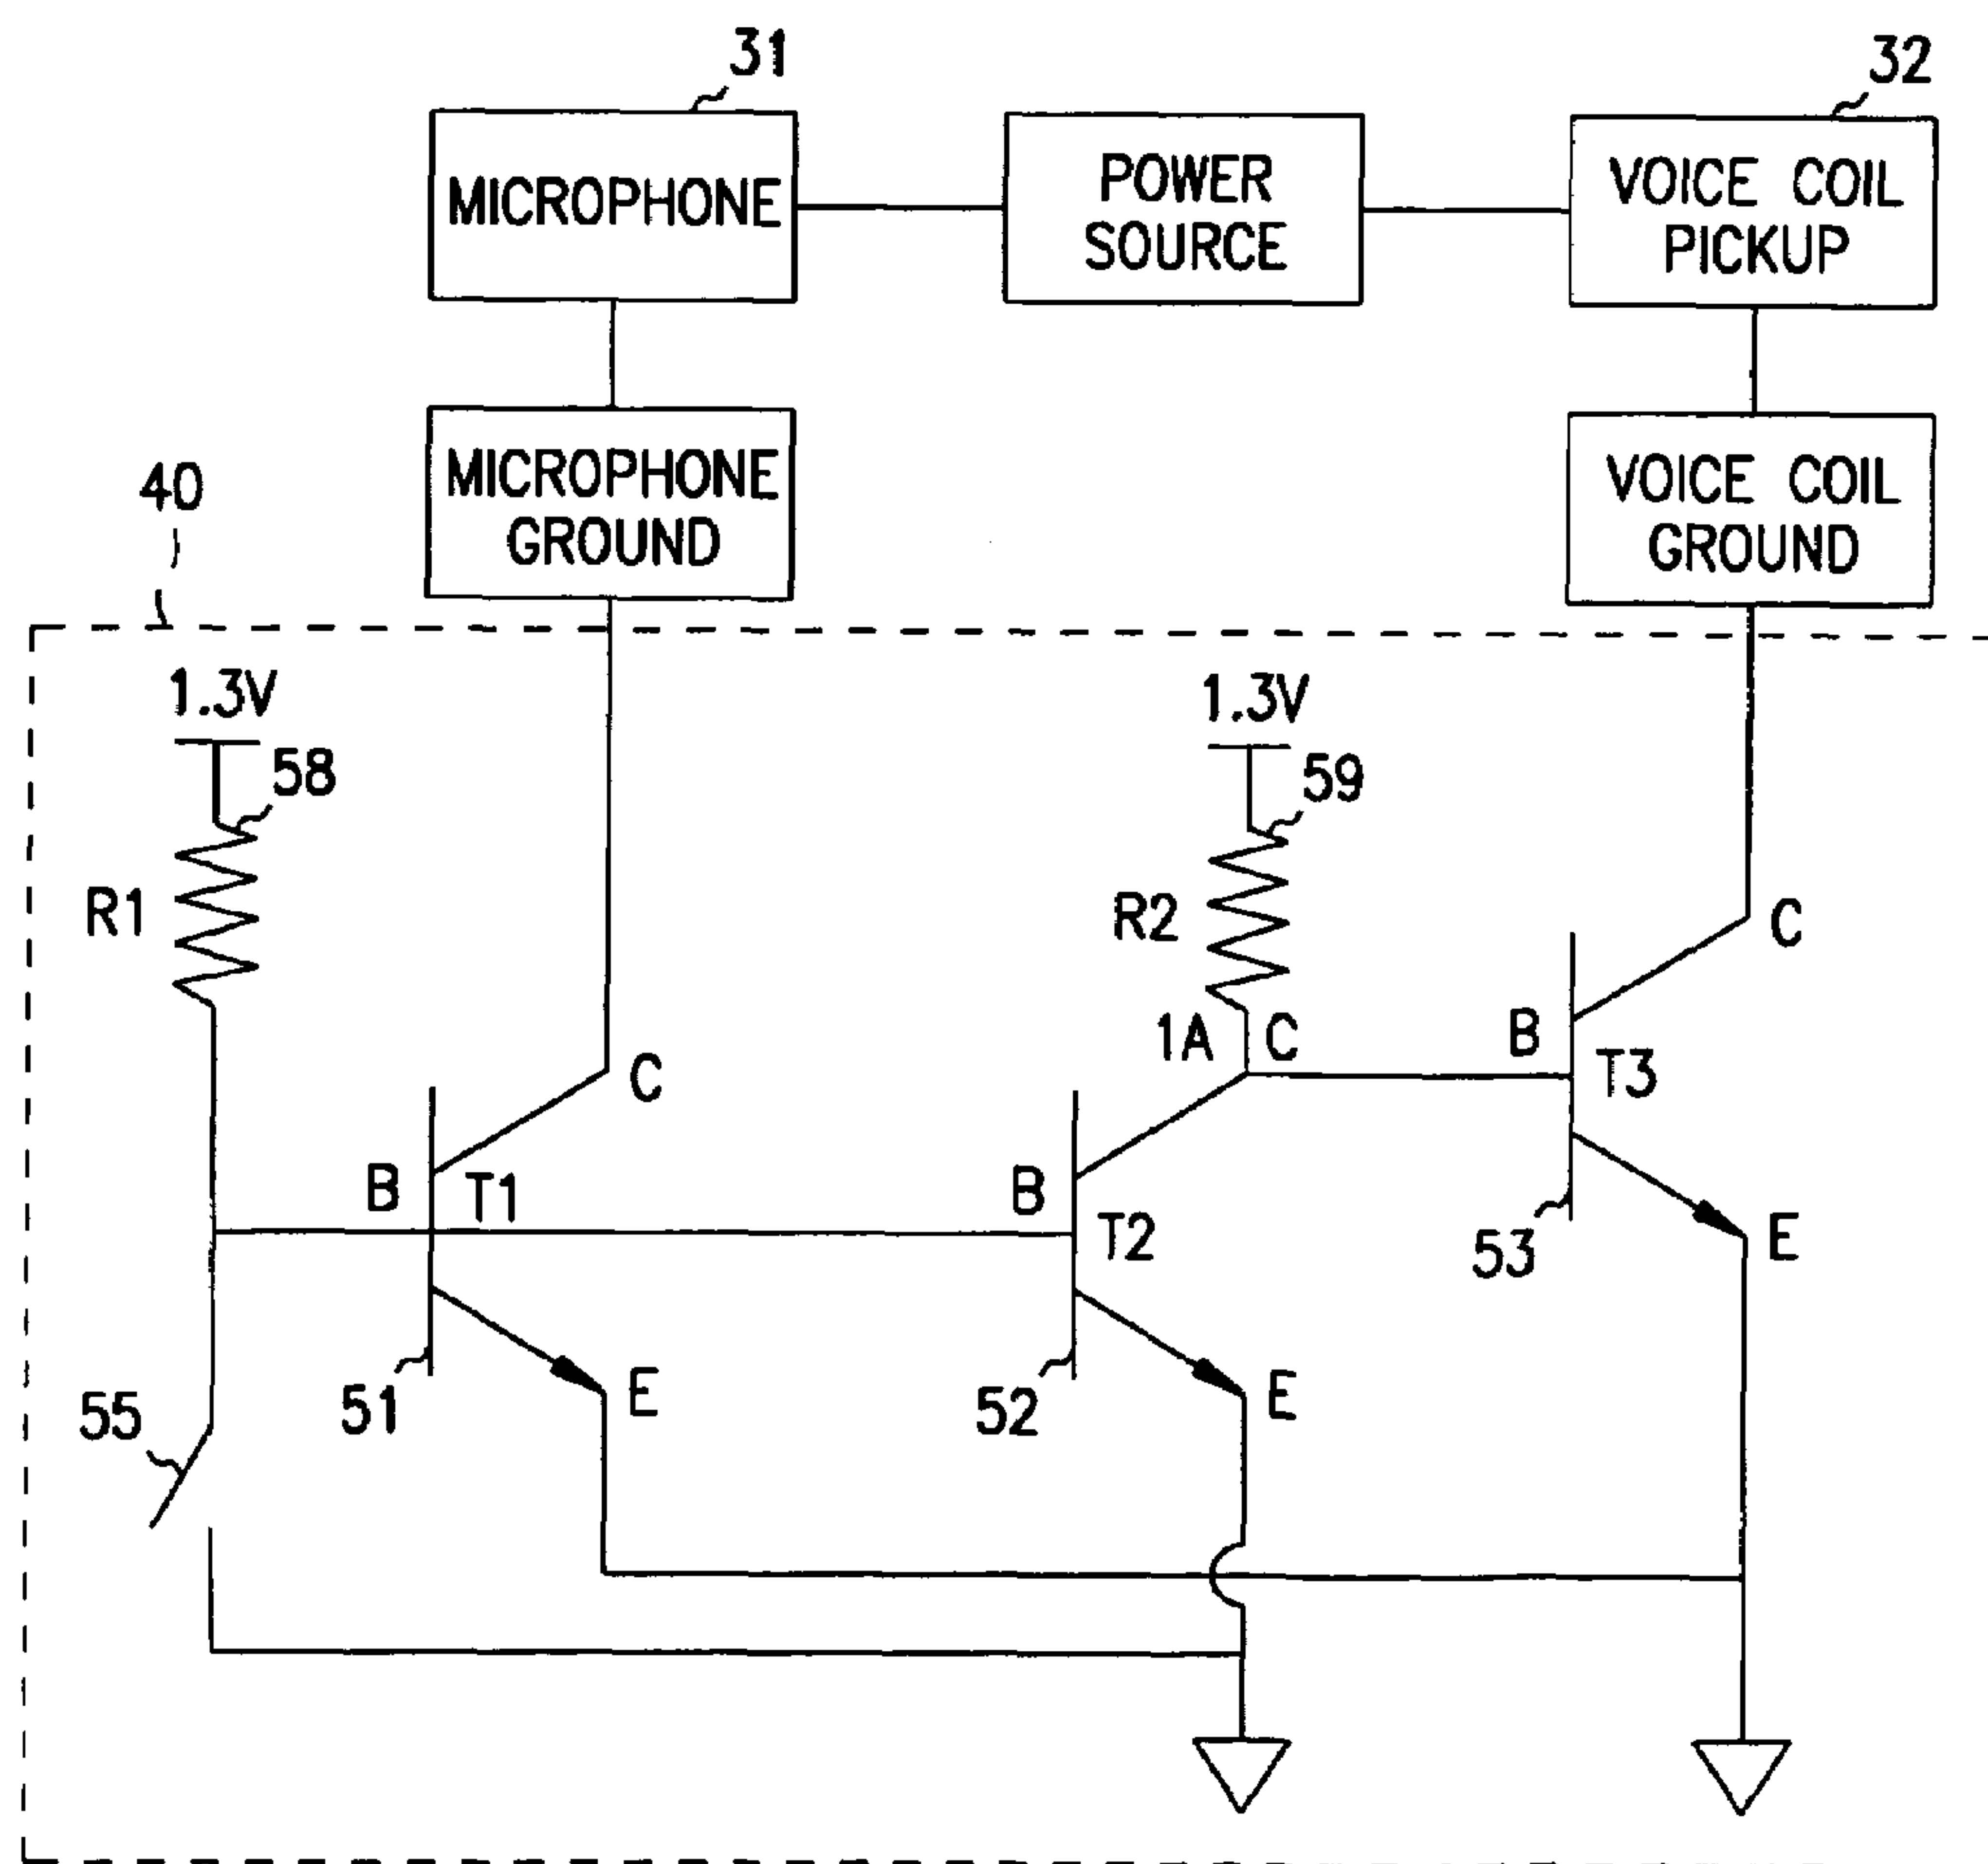 31
32
MICROPHONE
POWER
SOURCE
VOICE COIL
PICKUP
MICROPHONE
GROUND
VOICE COIL
GROUND
40
1.3V
1.3V
58
59
R1
R2
C
1A
C
B
T3
C
B
T1
B
T2
53
E
55
51
E
52
E